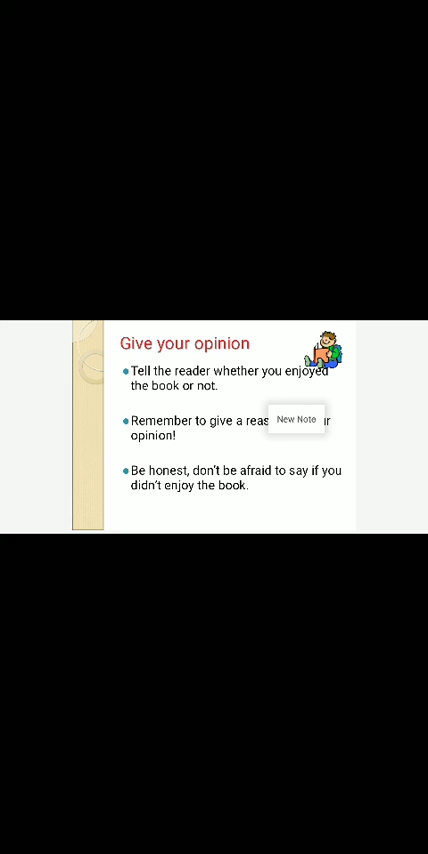 Give your opinion
Tell the reader whether you enjoyed
the book or not.
Remember to give a reas
New Note
opinion!
Be honest, don't be afraid to say if you
didn't enjoy the book.